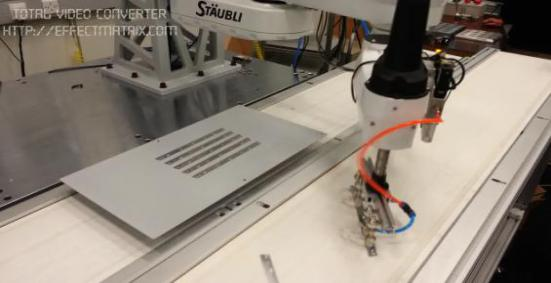 Total Video Converter
http://effectmatrix.com
STÄUBLI